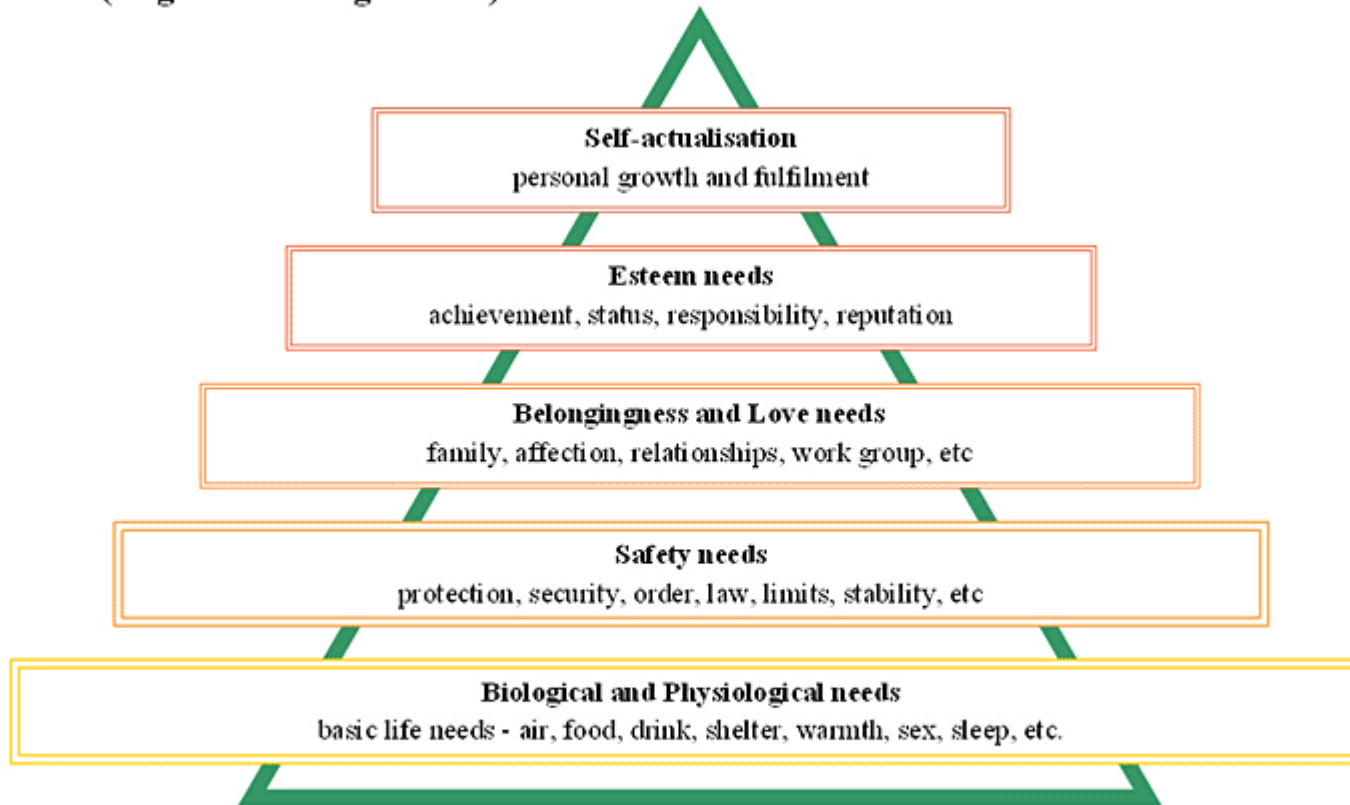 Self-actualisation
personal growth and fulfilment
Esteem needs
achievement, status, responsibility, reputation
Belongingness and Love needs
family, affection, relationships, work group, etc
Safety needs
protection, security, order, law, limits, stability, etc
Biological and Physiological needs
basic life needs - air, food, drink, shelter, warmth, sex, sleep, etc.